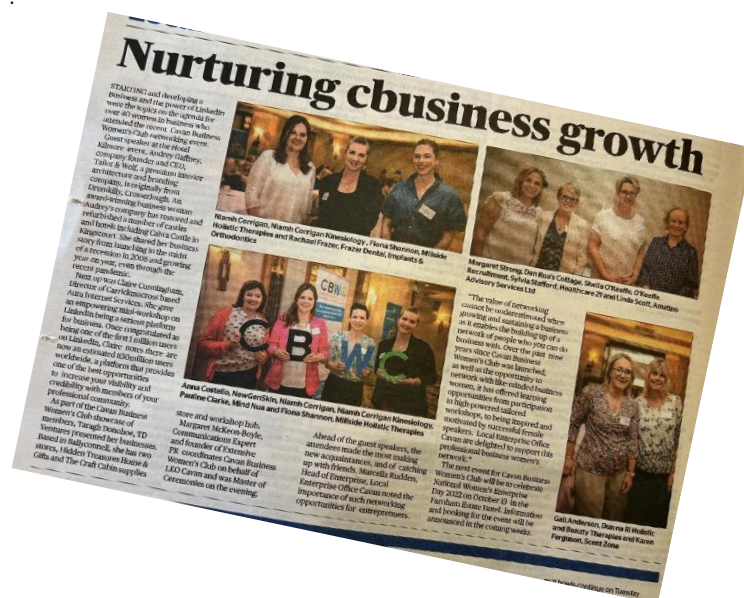 Nurturing cbusiness growth
STARTING and developing a
Business and the power of LinkedIn
were the topics on the agenda for
over 40 women in business who
attended the recent Cavan Business
Women's Club networking event.
Guest speaker at the Hotel
Kilmore event, Audrey Gaffney,
company founder and CEO,
Tailor & Wolf, a premium interior
architecture and branding
company, is originally from
Drumkilly, Crosserlough. An
award-winning business woman
Audrey's company has restored and
refurbished a number of castles
and hotels including Cabra Castle in
Kingscourt. She shared her business
story from launching in the midst
of a recession in 2008 and growing
year on year, even through the
recent pandemic.
Next up was Claire Cunningham,
Director of Carrickmacross based
Aura Internet Services. She gave
an empowering mini-workshop on
LinkedIn being a serious platform
for business. Once congratulated as
being one of the first 1 million users
on LinkedIn, Claire notes there are
now an estimated 830million users
worldwide, a platform that provides
one of the best opportunities
to increase your visibility and
credibility with members of your
professional community.
As part of the Cavan Business
Women's Club showcase of
members, Taragh Donohoe, TD
Ventures presented her businesses.
Based in Ballyconnell, she has two
stores, Hidden Treasures Home &
Gifts and The Craft Cabin supplies
Niamh Corrigan, Niamh Corrigan Kinesiology, Fiona Shannon, Millside
Holistic Therapies and Rachael Frazer, Frazer Dental, Implants &
Orthodontics
Margaret Strong, Dan Rua's Cottage, Sheila O'Keeffe, O'Keeffe
Recruitment, Sylvia Stafford, Healthcare 21 and Linda Scott, Amatino
Advisory Services Ltd
CBW
C B W C
Anna Costello, NewGenSkin, Niamh Corrigan, Niamh Corrigan Kinesiology,
Pauline Clarke, Mind Nua and Fiona Shannon, Millside Holistic Therapies
store and workshop hub.
Margaret McKeon-Boyle,
Communications Expert
and founder of Extensive
PR coordinates Cavan Business
Women's Club on behalf of
LEO Cavan and was Master of
Ceremonies on the evening.
Ahead of the guest speakers, the
attendees made the most making
new acquaintances, and of catching
up with friends. Marcella Rudden,
Head of Enterprise, Local
Enterprise Office Cavan noted the
importance of such networking
opportunities for entrepreneurs.
"The value of networking
cannot be underestimated when
growing and sustaining a business
as it enables the building up of a
network of people who you can do
business with. Over the past nine
years since Cavan Business
Women's Club was launched,
as well as the opportunity to
network with like-minded business
women, it has offered learning
opportunities from participation
in high powered tailored
workshops, to being inspired and
motivated by successful female
speakers. Local Enterprise Office
Cavan are delighted to support this
professional business women's
network."
The next event for Cavan Business
Women's Club will be to celebrate
National Women's Enterprise
Day 2022 on October 13 in the
Farnham Estate Hotel. Information
and booking for the event will be
announced in the coming weeks.
Gail Anderson, Dunna Ri Holistic
and Beauty Therapies and Karen
Ferguson, Scent Zone
continue on Tuesday